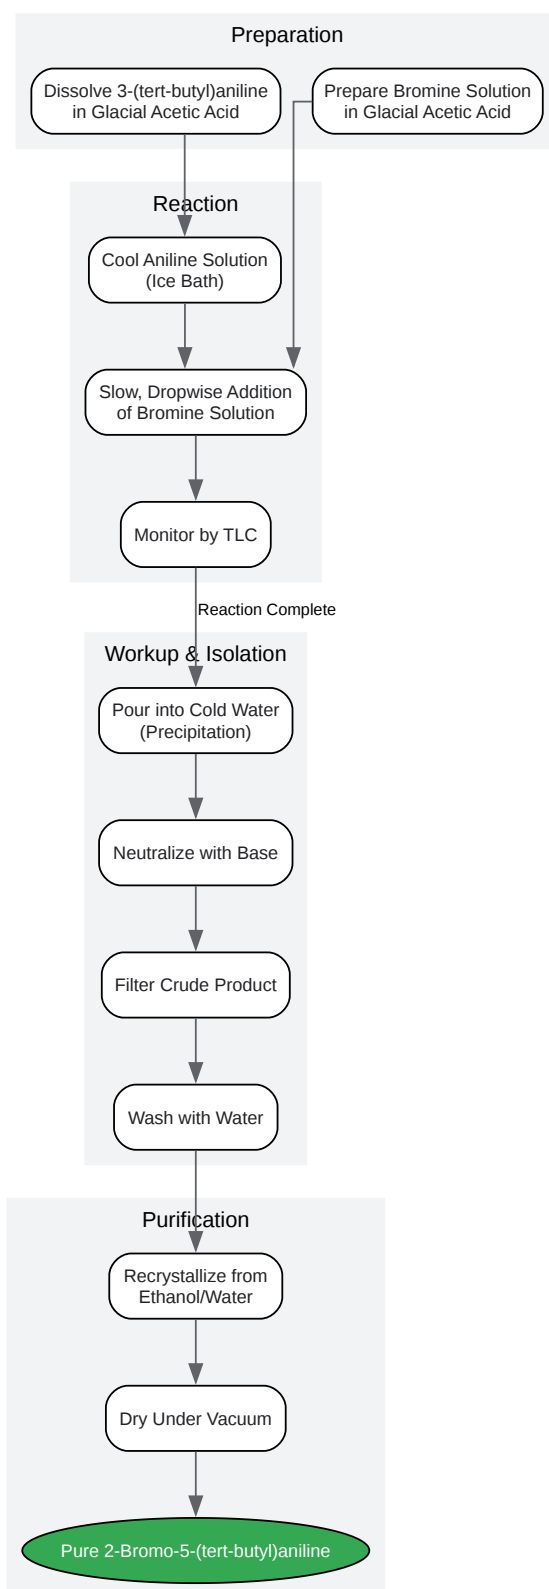 Preparation
Dissolve 3-(tert-butyl)aniline
in Glacial Acetic Acid
Prepare Bromine Solution
in Glacial Acetic Acid
Reaction
Cool Aniline Solution
(Ice Bath)
Slow, Dropwise Addition
of Bromine Solution
Monitor by TLC
Reaction Complete
Workup & Isolation
Pour into Cold Water
(Precipitation)
Neutralize with Base
Filter Crude Product
Wash with Water
Purification
Recrystallize from
Ethanol/Water
Dry Under Vacuum
Pure 2-Bromo-5-(tert-butyl)aniline